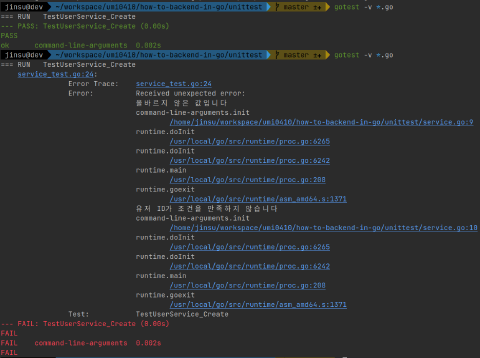 jinsu@dev ~/workspace/umi0410/how-to-backend-in-go/unittest master gotest -v *.go
=== RUN TestUserService_Create
--- PASS: TestUserService_Create (0.00s)
PASS
ok command-line-arguments 0.002s
jinsu@dev ~/workspace/umi0410/how-to-backend-in-go/unittest master gotest -v *.go
=== RUN TestUserService_Create
service_test.go:24:
Error Trace: service_test.go:24
Error: Received unexpected error:
올바르지 않은 값입니다
command-line-arguments.init
/home/jinsu/workspace/umi0410/how-to-backend-in-go/unittest/service.go:9
runtime.doInit
/usr/local/go/src/runtime/proc.go:6265
runtime.doInit
/usr/local/go/src/runtime/proc.go:6242
runtime.main
/usr/local/go/src/runtime/proc.go:208
runtime.goexit
/usr/local/go/src/runtime/asm_amd64.s:1371
유저 ID가 조건을 만족하지 않습니다
command-line-arguments.init
/home/jinsu/workspace/umi0410/how-to-backend-in-go/unittest/service.go:10
runtime.doInit
/usr/local/go/src/runtime/proc.go:6265
runtime.doInit
/usr/local/go/src/runtime/proc.go:6242
runtime.main
/usr/local/go/src/runtime/proc.go:208
runtime.goexit
/usr/local/go/src/runtime/asm_amd64.s:1371
Test: TestUserService_Create
--- FAIL: TestUserService_Create (0.00s)
FAIL
FAIL command-line-arguments 0.002s
FAIL